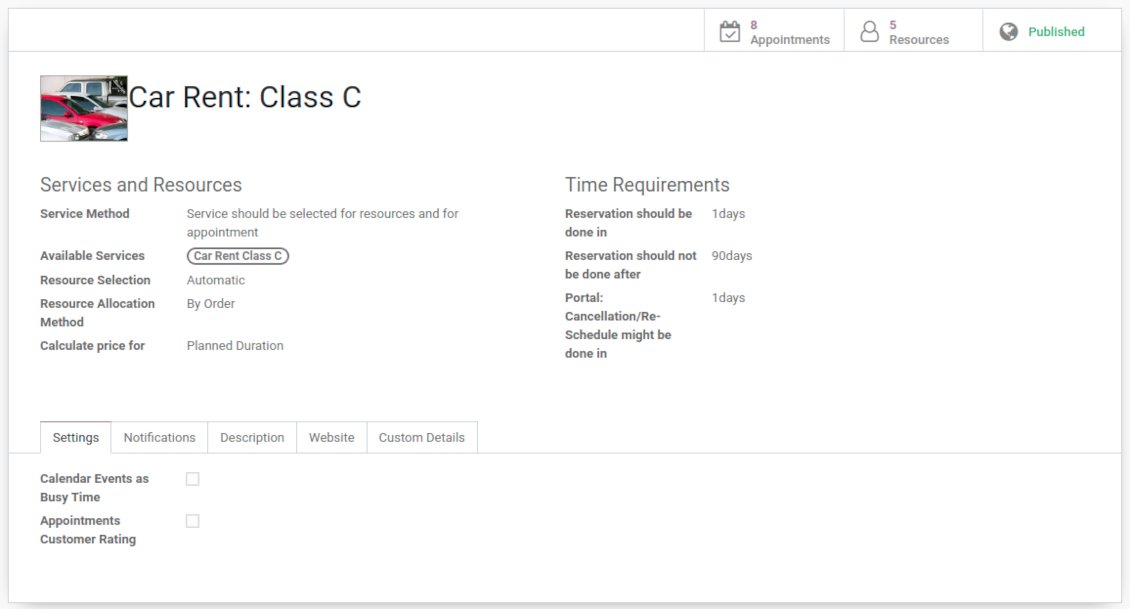 8
Appointments
5
Resources
Published
Car Rent: Class C
Services and Resources
Service Method
Service should be selected for resources and for
appointment
Available Services
Car Rent Class C
Resource Selection
Automatic
Resource Allocation
Method
By Order
Calculate price for
Planned Duration
Time Requirements
Reservation should be
done in
1days
Reservation should not
be done after
90days
Portal:
Cancellation/Re-
Schedule might be
done in
1days
Settings
Notifications
Description
Website
Custom Details
Calendar Events as
Busy Time
Appointments
Customer Rating